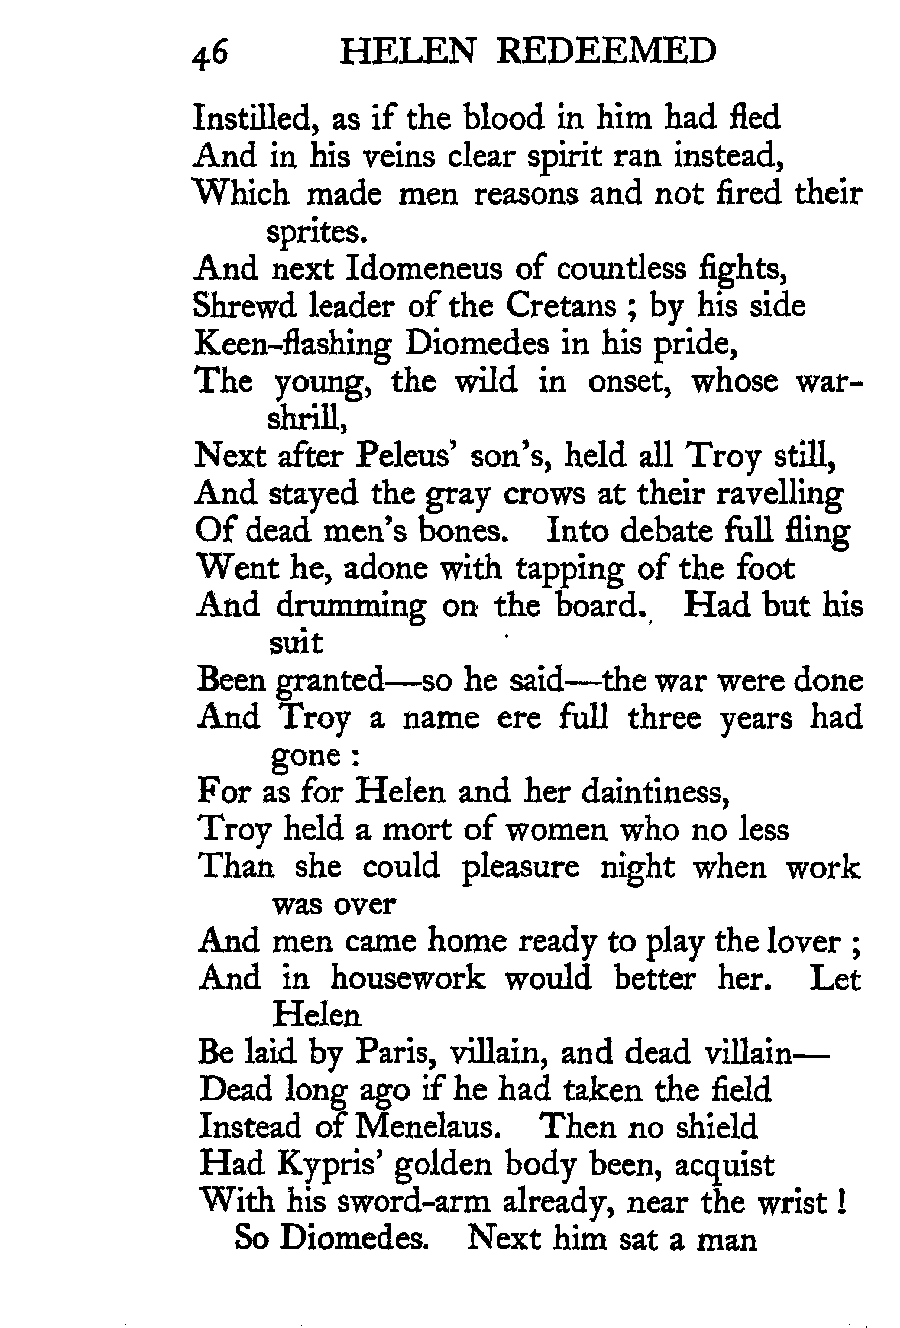 46 HELEN REDEEMED
Instilled, as if the blood in him had fled
And in his veins clear spirit ran instead,
Which made men reasons and not fired their
sprites.
And next Idomeneus of countless fights,
Shrewd leader of the Cretans ; by his side
Keen-flashing Diomedes in his pride,
The young, the wild in onset, whose war-
shrill,
Next after Peleus' son's, held all Troy still,
And stayed the gray crows at their ravelling
Of dead men's bones. Into debate full fling
Went he, adone with tapping of the foot
And drumming on the board. Had but his
suit
Been granted—so he said—the war were done
And Troy a name ere full three years had
gone :
For as for Helen and her daintiness,
Troy held a mort of women who no less
Than she could pleasure night when work
was over
And men came home ready to play the lover ;
And in housework would better her. Let
Helen
Be laid by Paris, villain, and dead villain—
Dead long ago if he had taken the field
Instead of Menelaus. Then no shield
Had Kypris' golden body been, acquist
With his sword-arm already, near the wrist !
So Diomedes. Next him sat a man